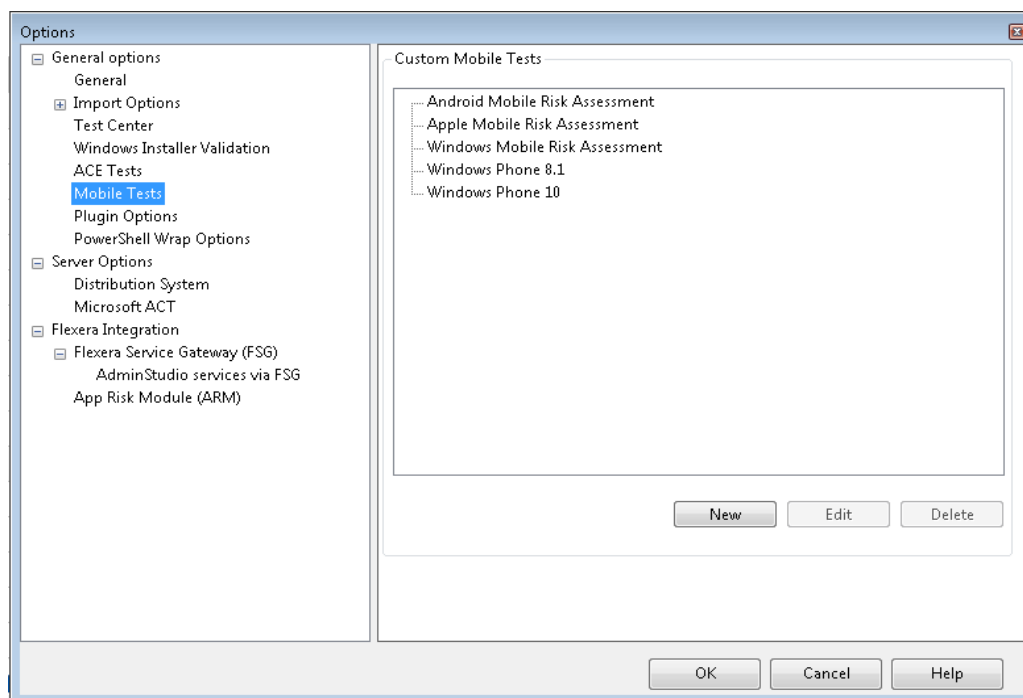 Options
General options
General
Import Options
Test Center
Windows Installer Validation
ACE Tests
Mobile Tests
Plugin Options
PowerShell Wrap Options
Server Options
Distribution System
Microsoft ACT
Flexera Integration
Flexera Service Gateway (FSG)
AdminStudio services via FSG
App Risk Module (ARM)
Custom Mobile Tests
Android Mobile Risk Assessment
Apple Mobile Risk Assessment
Windows Mobile Risk Assessment
Windows Phone 8.1
Windows Phone 10
New Edit Delete
OK Cancel Help